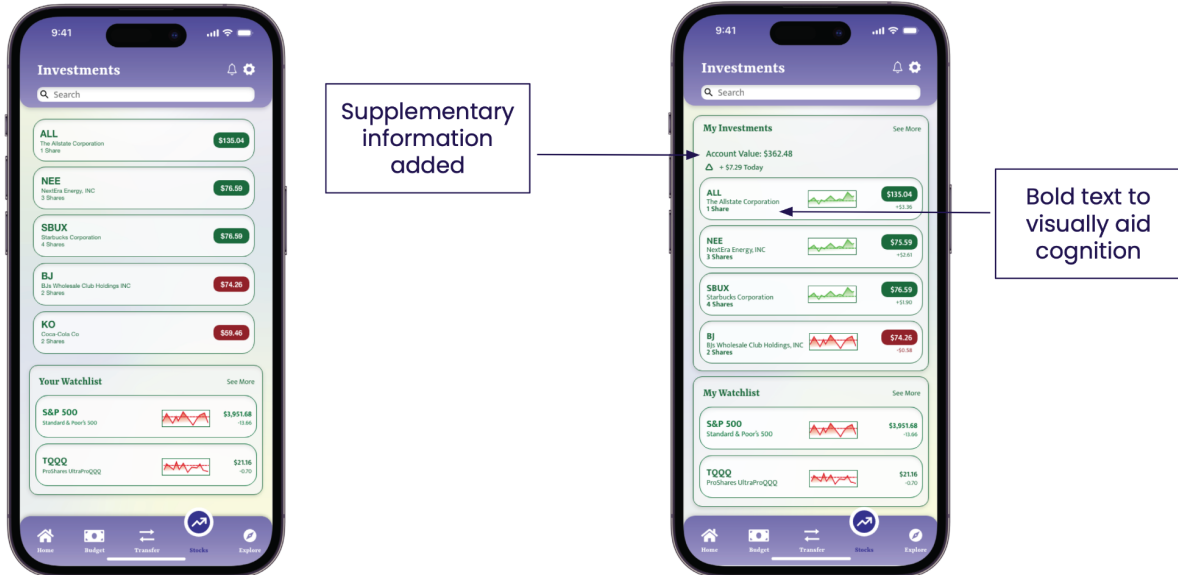 9:41
Investments
Search
ALL
The Allstate Corporation
1 Share
$135.04
NEE
NextEra Energy, INC
3 Shares
$76.59
SBUX
Starbucks Corporation
4 Shares
$76.59
BJ
BJs Wholesale Club Holdings INC
2 Shares
$74.26
KO
Coca-Cola Co
2 Shares
$59.46
Your Watchlist
See More
S&P 500
Standard & Poor's 500
$3,951.68
-13.66
TQQQ
ProShares UltraProQQQ
$21.16
-0.70
Home
Budget
Transfer
Stocks
Explore
Supplementary
information
added
9:41
Investments
Search
My Investments
See More
Account Value: $362.48
+ $7.29 Today
ALL
The Allstate Corporation
1 Share
$135.04
+$3.36
NEE
NextEra Energy, INC
3 Shares
$75.59
+$2.61
SBUX
Starbucks Corporation
4 Shares
$76.59
+$1.90
BJ
BJs Wholesale Club Holdings, INC
2 Shares
$74.26
-$0.58
My Watchlist
See More
S&P 500
Standard & Poor's 500
$3,951.68
-13.66
TQQQ
ProShares UltraProQQQ
$21.16
-0.70
Home
Budget
Transfer
Stocks
Explore
Bold text to
visually aid
cognition